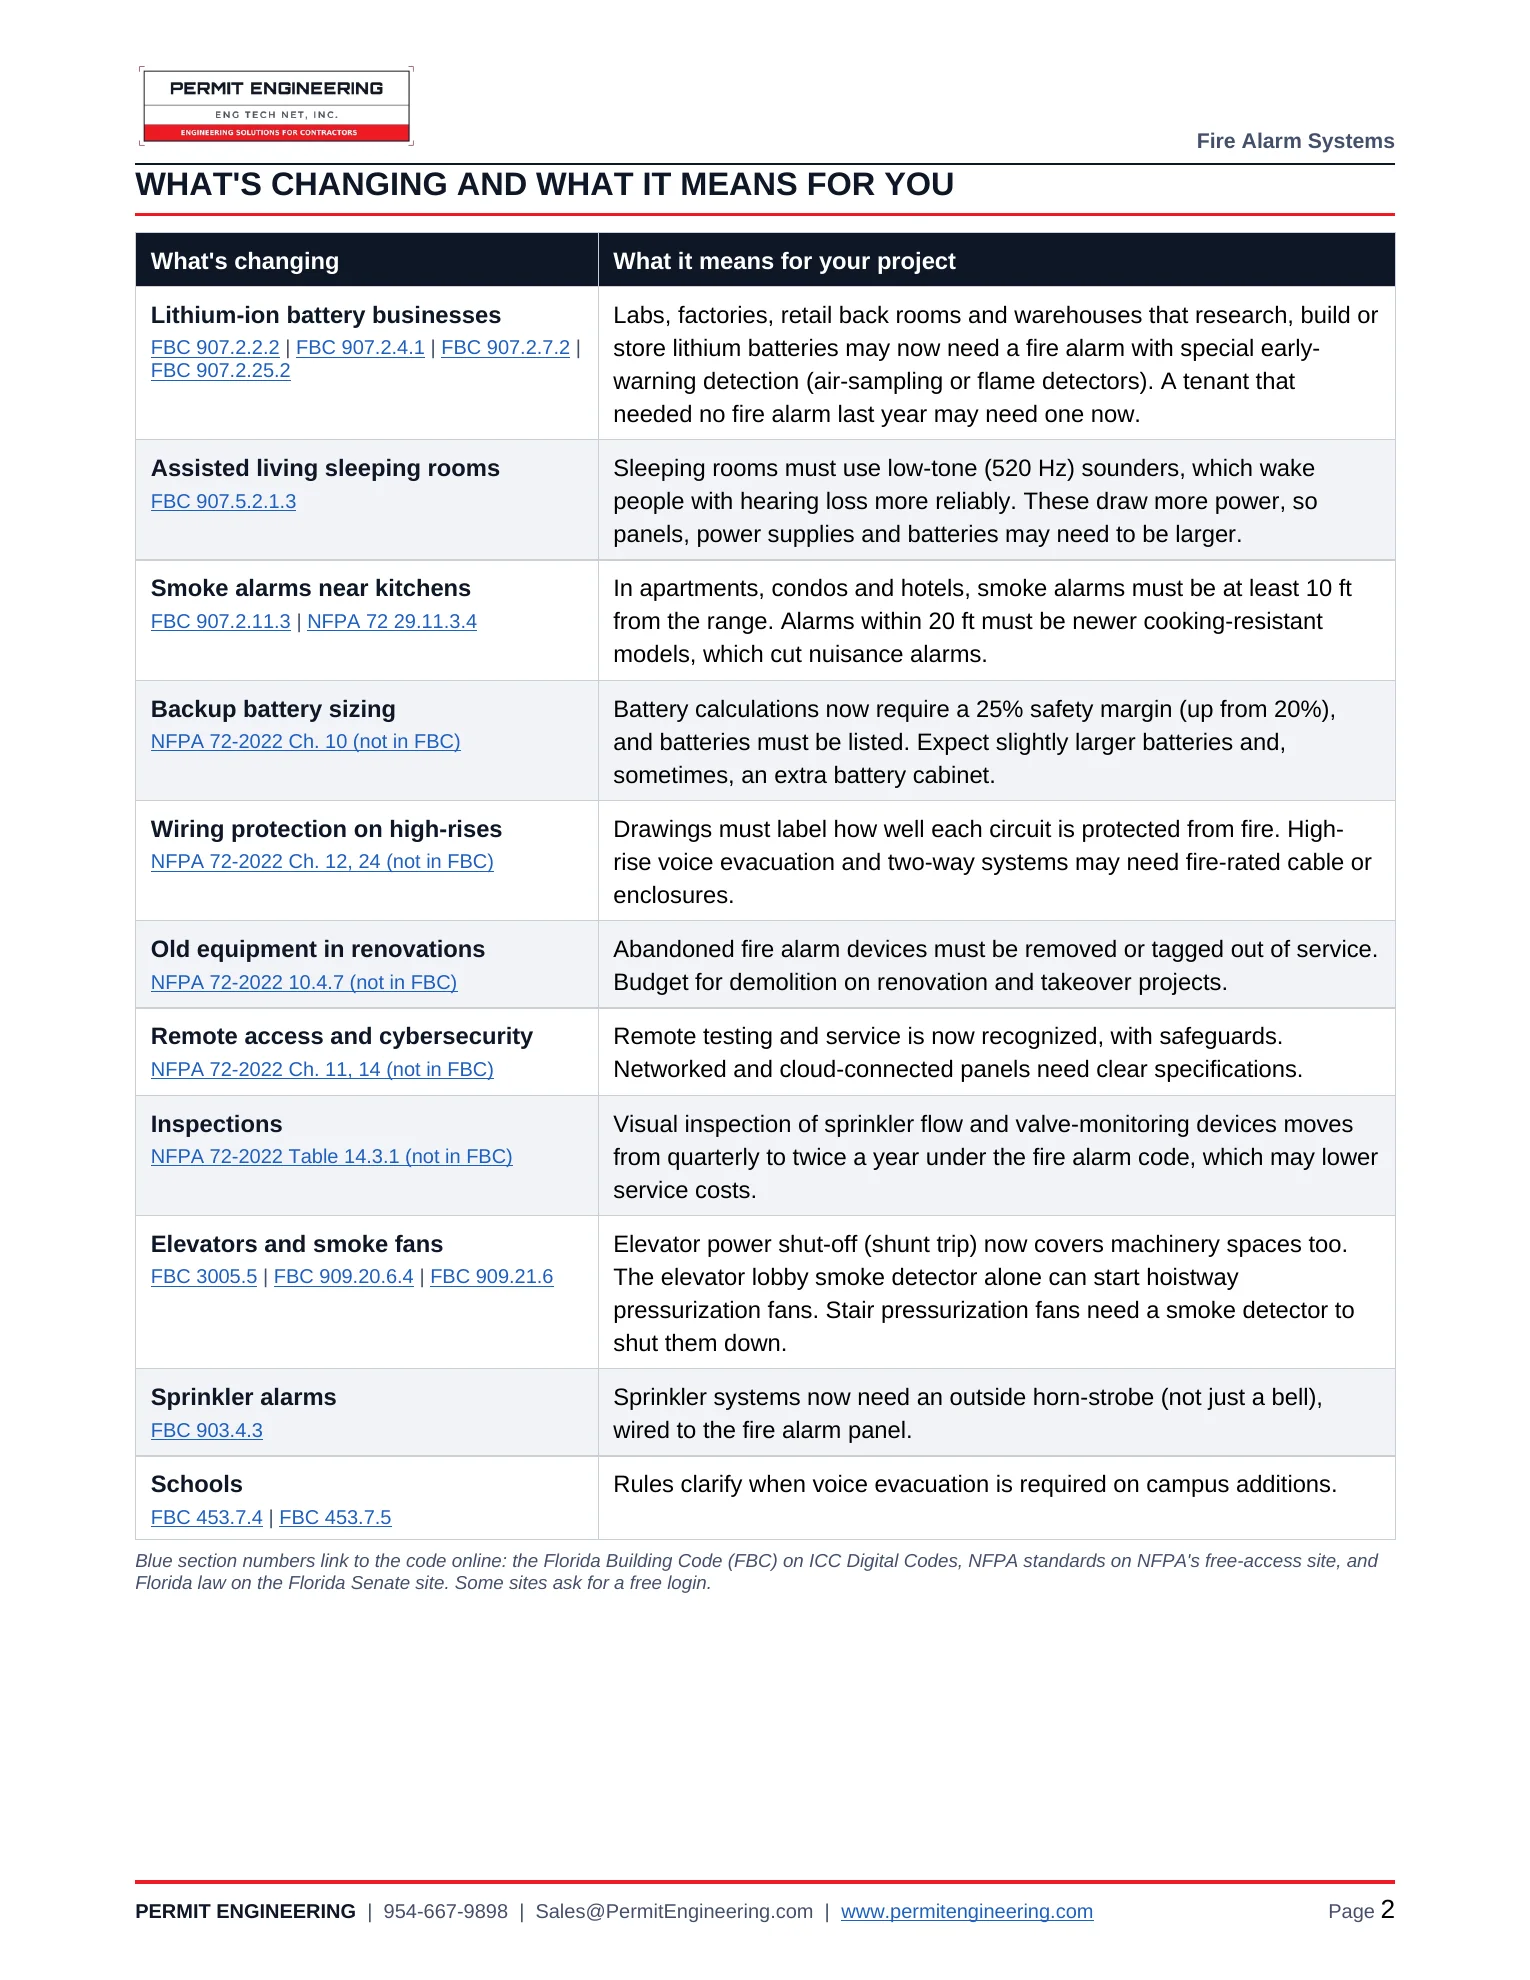 PERMIT ENGINEERING
ENG TECH NET, INC.
ENGINEERING SOLUTIONS FOR CONTRACTORS
Fire Alarm Systems
WHAT'S CHANGING AND WHAT IT MEANS FOR YOU
What's changing
What it means for your project
Lithium-ion battery businesses
FBC 907.2.2.2 | FBC 907.2.4.1 | FBC 907.2.7.2 |
FBC 907.2.25.2
Labs, factories, retail back rooms and warehouses that research, build or
store lithium batteries may now need a fire alarm with special early-
warning detection (air-sampling or flame detectors). A tenant that
needed no fire alarm last year may need one now.
Assisted living sleeping rooms
FBC 907.5.2.1.3
Sleeping rooms must use low-tone (520 Hz) sounders, which wake
people with hearing loss more reliably. These draw more power, so
panels, power supplies and batteries may need to be larger.
Smoke alarms near kitchens
FBC 907.2.11.3 | NFPA 72 29.11.3.4
In apartments, condos and hotels, smoke alarms must be at least 10 ft
from the range. Alarms within 20 ft must be newer cooking-resistant
models, which cut nuisance alarms.
Backup battery sizing
NFPA 72-2022 Ch. 10 (not in FBC)
Battery calculations now require a 25% safety margin (up from 20%),
and batteries must be listed. Expect slightly larger batteries and,
sometimes, an extra battery cabinet.
Wiring protection on high-rises
NFPA 72-2022 Ch. 12, 24 (not in FBC)
Drawings must label how well each circuit is protected from fire. High-
rise voice evacuation and two-way systems may need fire-rated cable or
enclosures.
Old equipment in renovations
NFPA 72-2022 10.4.7 (not in FBC)
Abandoned fire alarm devices must be removed or tagged out of service.
Budget for demolition on renovation and takeover projects.
Remote access and cybersecurity
NFPA 72-2022 Ch. 11, 14 (not in FBC)
Remote testing and service is now recognized, with safeguards.
Networked and cloud-connected panels need clear specifications.
Inspections
NFPA 72-2022 Table 14.3.1 (not in FBC)
Visual inspection of sprinkler flow and valve-monitoring devices moves
from quarterly to twice a year under the fire alarm code, which may lower
service costs.
Elevators and smoke fans
FBC 3005.5 | FBC 909.20.6.4 | FBC 909.21.6
Elevator power shut-off (shunt trip) now covers machinery spaces too.
The elevator lobby smoke detector alone can start hoistway
pressurization fans. Stair pressurization fans need a smoke detector to
shut them down.
Sprinkler alarms
FBC 903.4.3
Sprinkler systems now need an outside horn-strobe (not just a bell),
wired to the fire alarm panel.
Schools
FBC 453.7.4 | FBC 453.7.5
Rules clarify when voice evacuation is required on campus additions.
Blue section numbers link to the code online: the Florida Building Code (FBC) on ICC Digital Codes, NFPA standards on NFPA's free-access site, and
Florida law on the Florida Senate site. Some sites ask for a free login.
PERMIT ENGINEERING | 954-667-9898 | Sales@PermitEngineering.com | www.permitengineering.com
Page 2